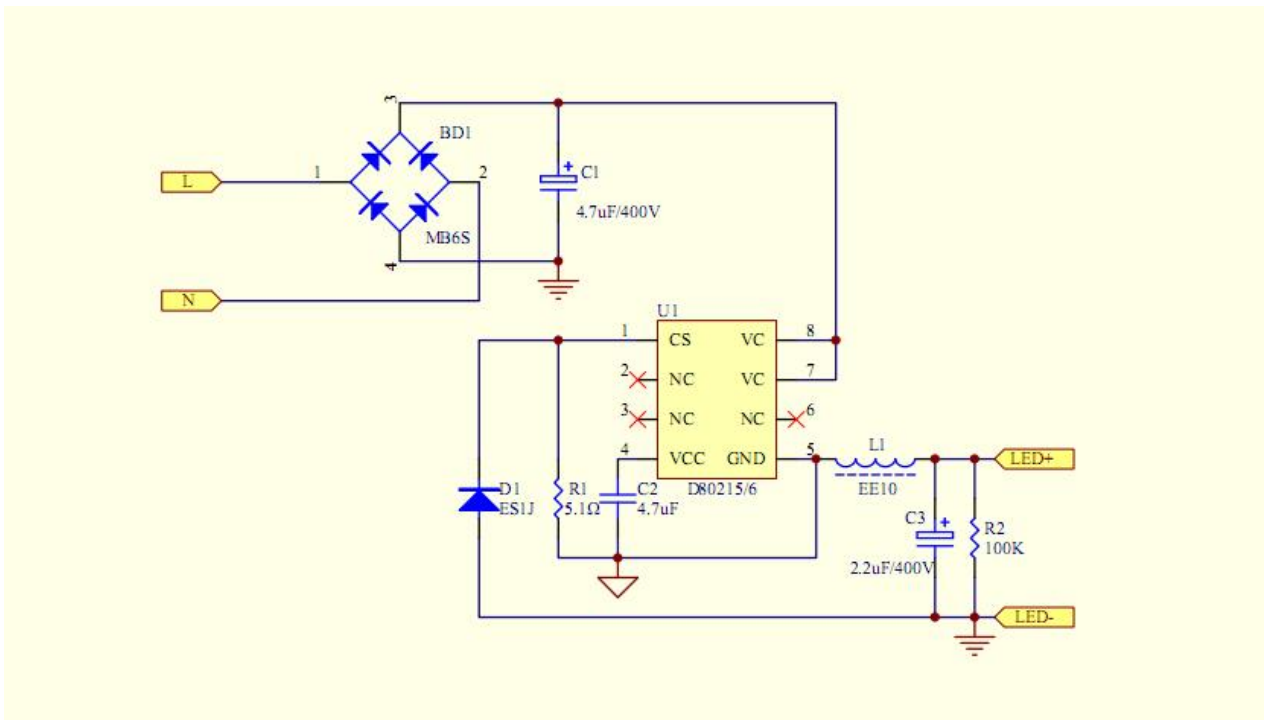 3
BD1
L
1
2
C1
4.7uF/400V
MB6S
4
N
U1
1
CS
VC
8
2
NC
VC
7
3
NC
NC
6
4
VCC
GND
5
L1
LED+
D80215/6
EE10
D1
ES1J
R1
5.1Ω
C2
4.7uF
C3
R2
100K
2.2uF/400V
LED-